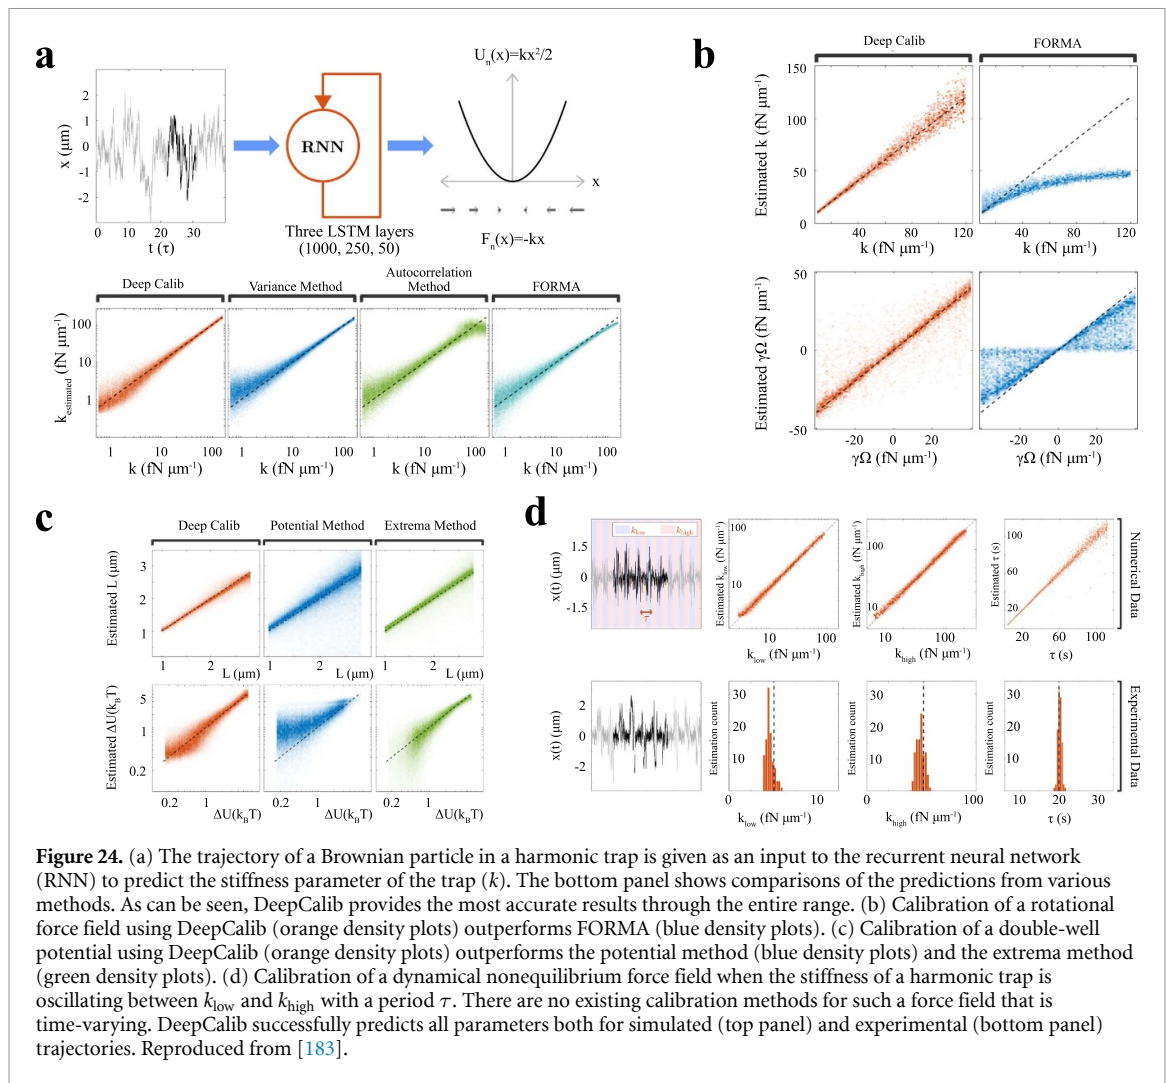 a
U_n(x)=kx²/2
2
1
0
-1
-2
x (μm)
0 10 20 30
t (τ)
RNN
Three LSTM layers
(1000, 250, 50)
x
F_n(x)=-kx
Deep Calib
Variance Method
Autocorrelation
Method
FORMA
k_estimated (fN μm⁻¹)
100
10
1
1 10 100
k (fN μm⁻¹)
1 10 100
k (fN μm⁻¹)
1 10 100
k (fN μm⁻¹)
1 10 100
k (fN μm⁻¹)
b
Deep Calib
FORMA
Estimated k (fN μm⁻¹)
150
100
50
0
40 80 120
k (fN μm⁻¹)
40 80 120
k (fN μm⁻¹)
Estimated γΩ (fN μm⁻¹)
50
0
-50
-20 0 20
γΩ (fN μm⁻¹)
-20 0 20
γΩ (fN μm⁻¹)
c
Deep Calib
Potential Method
Extrema Method
Estimated L (μm)
3
2
1
1 2
L (μm)
1 2
L (μm)
1 2
L (μm)
Estimated ΔU(k_BT)
5
1
0.2
0.2 1
ΔU(k_BT)
0.2 1
ΔU(k_BT)
0.2 1
ΔU(k_BT)
d
k_low k_high
x(t) (μm)
1.5
0
-1.5
τ
Estimated k_low (fN μm⁻¹)
100
10
10 100
k_low (fN μm⁻¹)
Estimated k_high (fN μm⁻¹)
100
10
10 100
k_high (fN μm⁻¹)
Estimated τ (s)
100
60
20
20 60 100
τ (s)
Numerical Data
x(t) (μm)
2
0
-2
Estimation count
30
20
10
0 10
k_low (fN μm⁻¹)
Estimation count
30
20
10
0 100
k_high (fN μm⁻¹)
Estimation count
30
20
10
10 20 30
τ (s)
Experimental Data
Figure 24. (a) The trajectory of a Brownian particle in a harmonic trap is given as an input to the recurrent neural network
(RNN) to predict the stiffness parameter of the trap (k). The bottom panel shows comparisons of the predictions from various
methods. As can be seen, DeepCalib provides the most accurate results through the entire range. (b) Calibration of a rotational
force field using DeepCalib (orange density plots) outperforms FORMA (blue density plots). (c) Calibration of a double-well
potential using DeepCalib (orange density plots) outperforms the potential method (blue density plots) and the extrema method
(green density plots). (d) Calibration of a dynamical nonequilibrium force field when the stiffness of a harmonic trap is
oscillating between k_low and k_high with a period τ. There are no existing calibration methods for such a force field that is
time-varying. DeepCalib successfully predicts all parameters both for simulated (top panel) and experimental (bottom panel)
trajectories. Reproduced from [183].